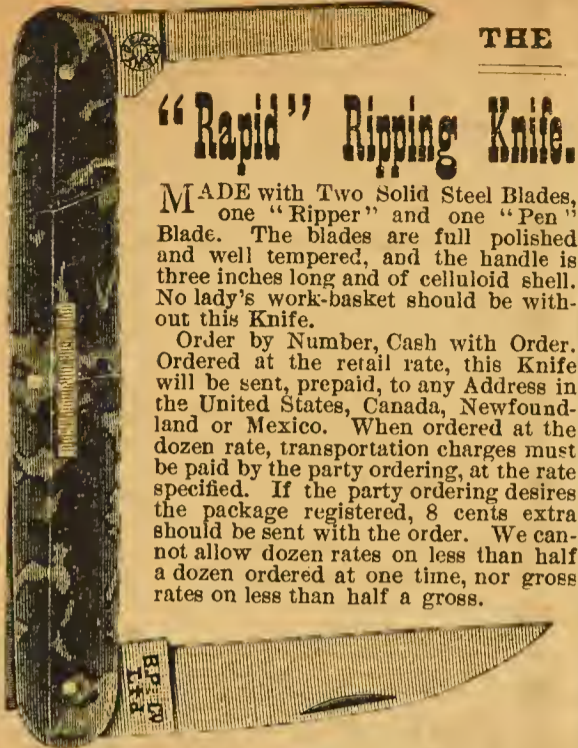 THE
“Rapid” Ripping Knife.
MADE with Two Solid Steel Blades,
one “Ripper” and one “Pen”
Blade. The blades are full polished
and well tempered, and the handle is
three inches long and of celluloid shell.
No lady's work-basket should be with-
out this Knife.
Order by Number, Cash with Order.
Ordered at the retail rate, this Knife
will be sent, prepaid, to any Address in
the United States, Canada, Newfound-
land or Mexico. When ordered at the
dozen rate, transportation charges must
be paid by the party ordering, at the rate
specified. If the party ordering desires
the package registered, 8 cents extra
should be sent with the order. We can-
not allow dozen rates on less than half
a dozen ordered at one time, nor gross
rates on less than half a gross.
B.P. Co
Ltd